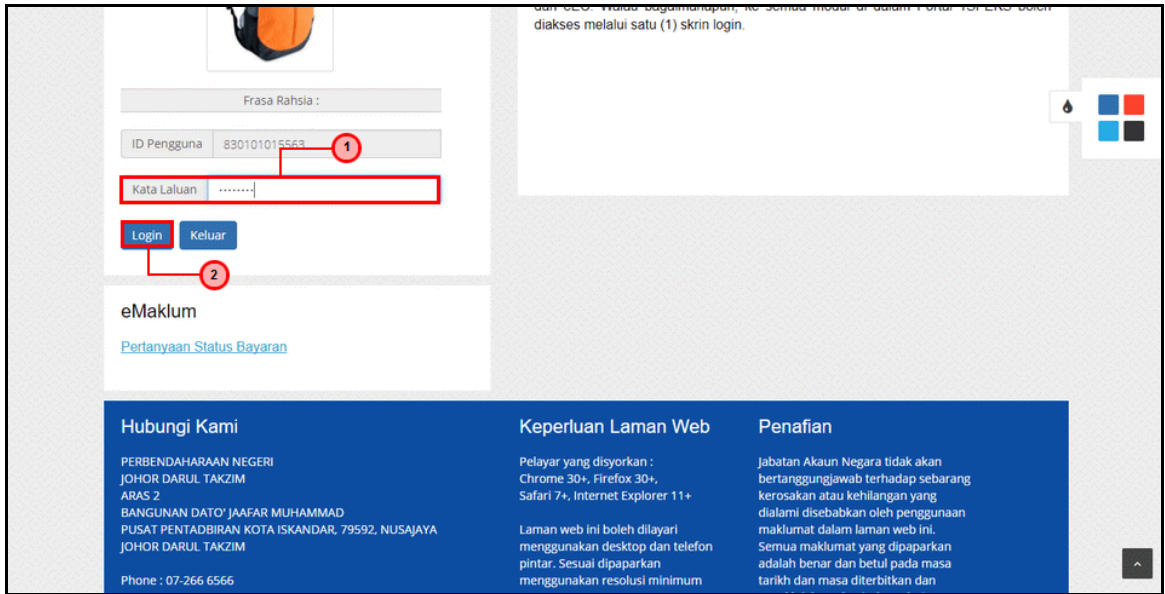 diakses melalui satu (1) skrin login.
Frasa Rahsia :
ID Pengguna 830101015563
1
Kata Laluan ········
Login Keluar
2
eMaklum
Pertanyaan Status Bayaran
Hubungi Kami
PERBENDAHARAAN NEGERI
JOHOR DARUL TAKZIM
ARAS 2
BANGUNAN DATO' JAAFAR MUHAMMAD
PUSAT PENTADBIRAN KOTA ISKANDAR, 79592, NUSAJAYA
JOHOR DARUL TAKZIM
Phone : 07-266 6566
Keperluan Laman Web
Pelayar yang disyorkan :
Chrome 30+, Firefox 30+,
Safari 7+, Internet Explorer 11+
Laman web ini boleh dilayari
menggunakan desktop dan telefon
pintar. Sesuai dipaparkan
menggunakan resolusi minimum
Penafian
Jabatan Akaun Negara tidak akan
bertanggungjawab terhadap sebarang
kerosakan atau kehilangan yang
dialami disebabkan oleh penggunaan
maklumat dalam laman web ini.
Semua maklumat yang dipaparkan
adalah benar dan betul pada masa
tarikh dan masa diterbitkan dan